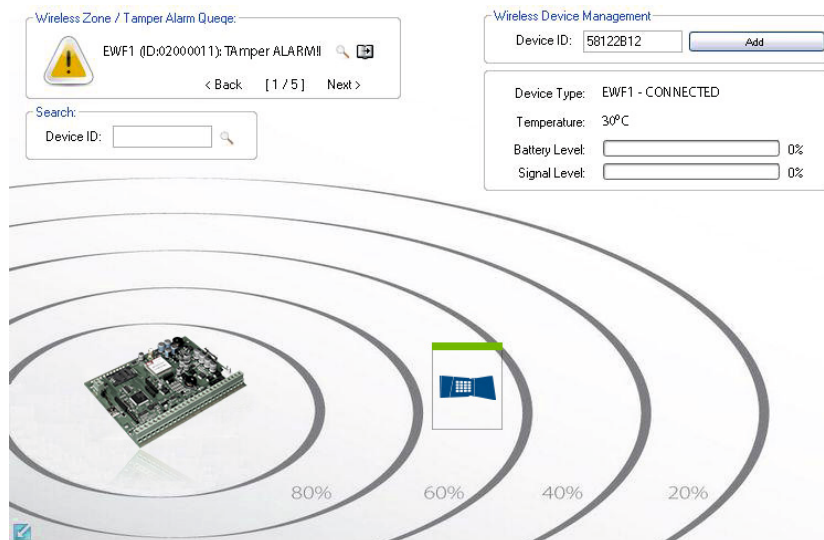 Wireless Zone / Tamper Alarm Queqe:
EWF1 (ID:02000011): TAmper ALARM!!
< Back [ 1 / 5 ] Next >
Search:
Device ID:
Wireless Device Management
Device ID: 58122B12 Add
Device Type: EWF1 - CONNECTED
Temperature: 30ºC
Battery Level: 0%
Signal Level: 0%
80% 60% 40% 20%